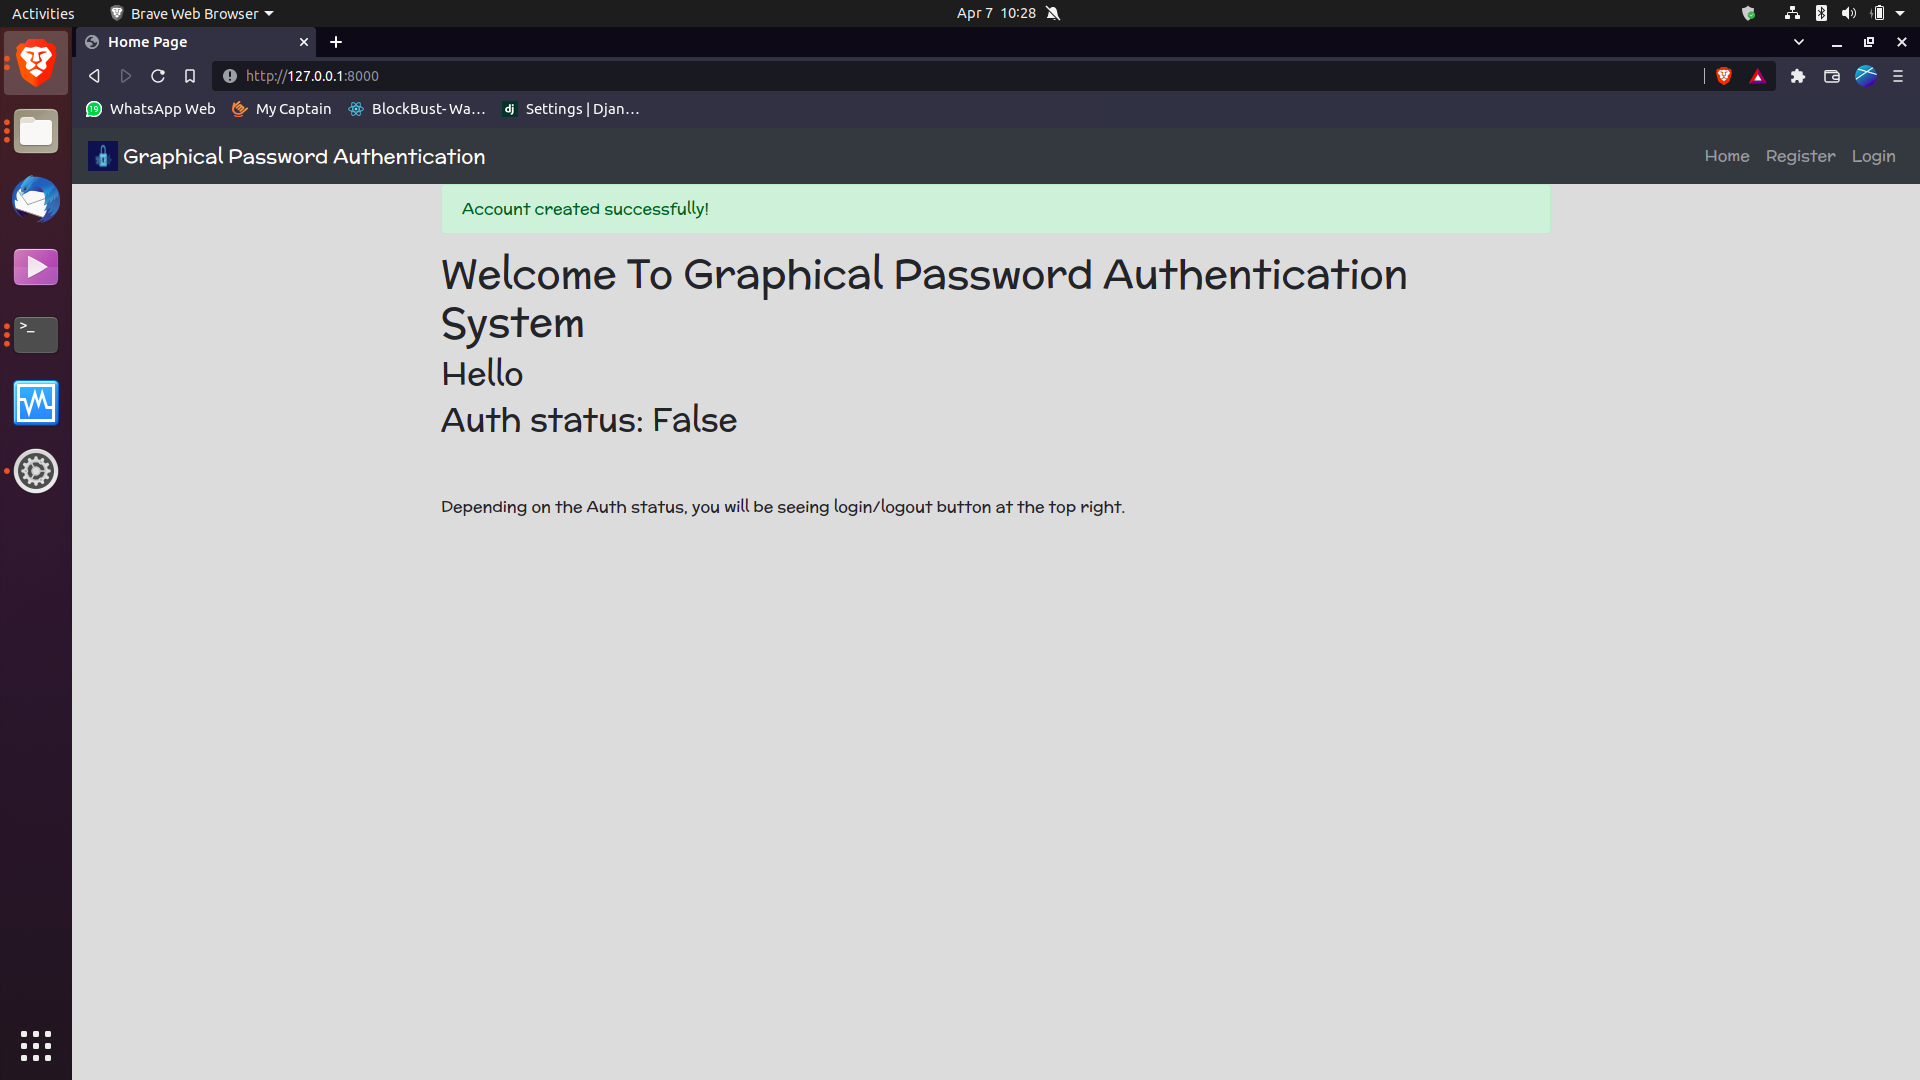 Activities
Brave Web Browser
Apr 7 10:28
Home Page
http://127.0.0.1:8000
19
WhatsApp Web
My Captain
BlockBust- Wa...
dj
Settings | Djan...
Graphical Password Authentication
Home
Register
Login
Account created successfully!
Welcome To Graphical Password Authentication
System
Hello
Auth status: False
Depending on the Auth status, you will be seeing login/logout button at the top right.
>_